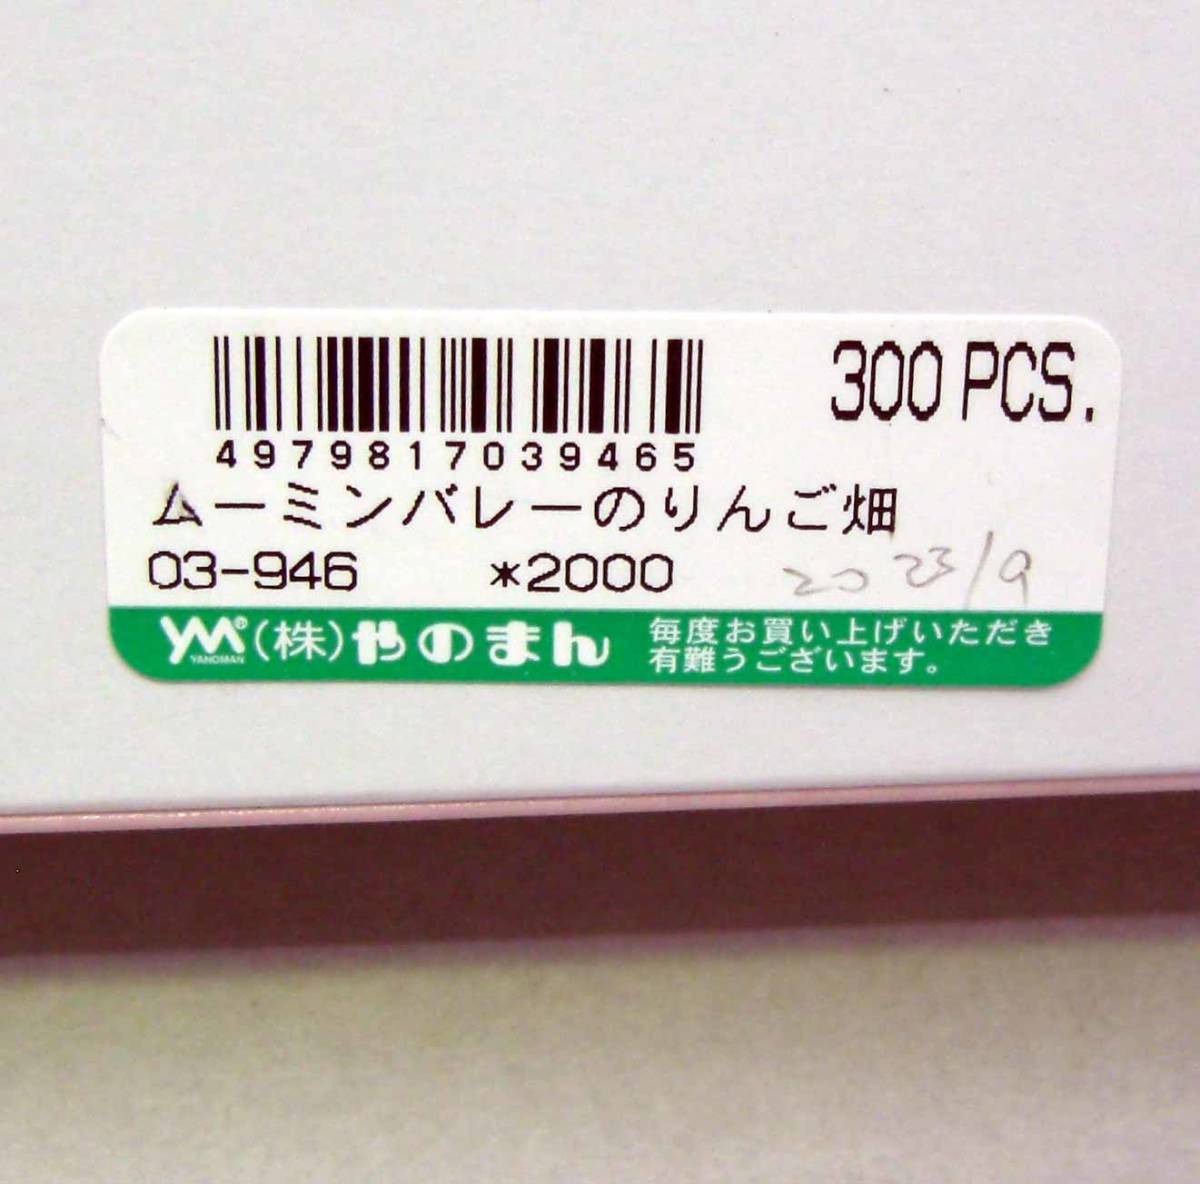 300 PCS.
4979817039465
ムーミンバレーのりんご畑
03-946 *2000 2023/9
YM® YANOMAN (株)やのまん
毎度お買い上げいただき
有難うございます。